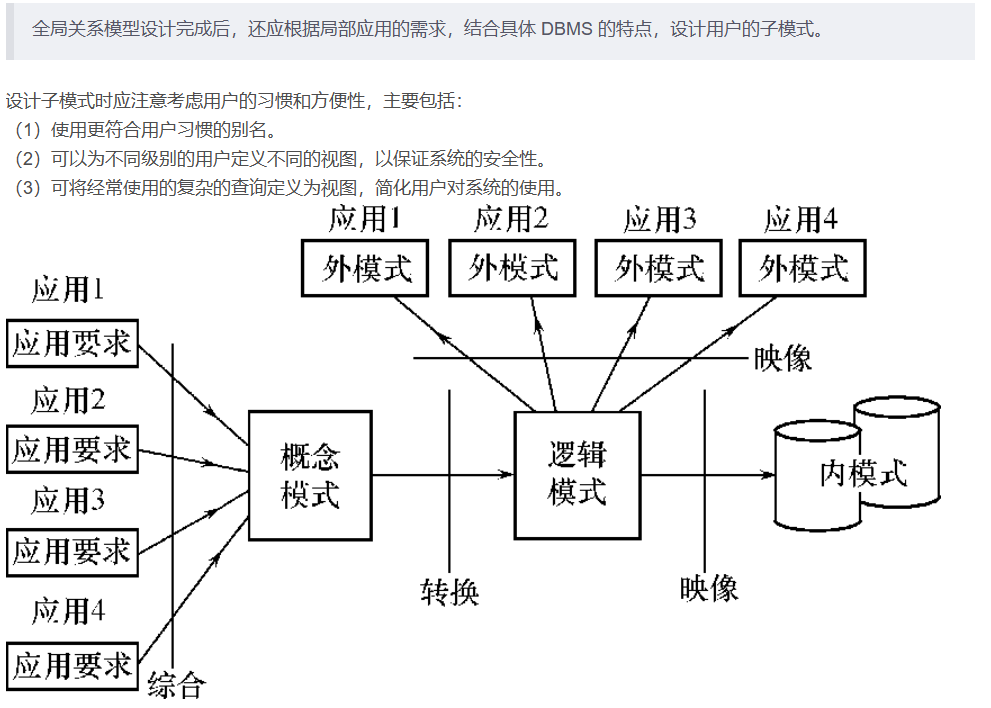 全局关系模型设计完成后，还应根据局部应用的需求，结合具体 DBMS 的特点，设计用户的子模式。
设计子模式时应注意考虑用户的习惯和方便性，主要包括：
（1）使用更符合用户习惯的别名。
（2）可以为不同级别的用户定义不同的视图，以保证系统的安全性。
（3）可将经常使用的复杂的查询定义为视图，简化用户对系统的使用。
应用1 应用2 应用3 应用4
外模式 外模式 外模式 外模式
应用1
应用要求
映像
应用2
应用要求
概念
模式
逻辑
模式
内模式
应用3
应用要求
转换
映像
应用4
应用要求
综合